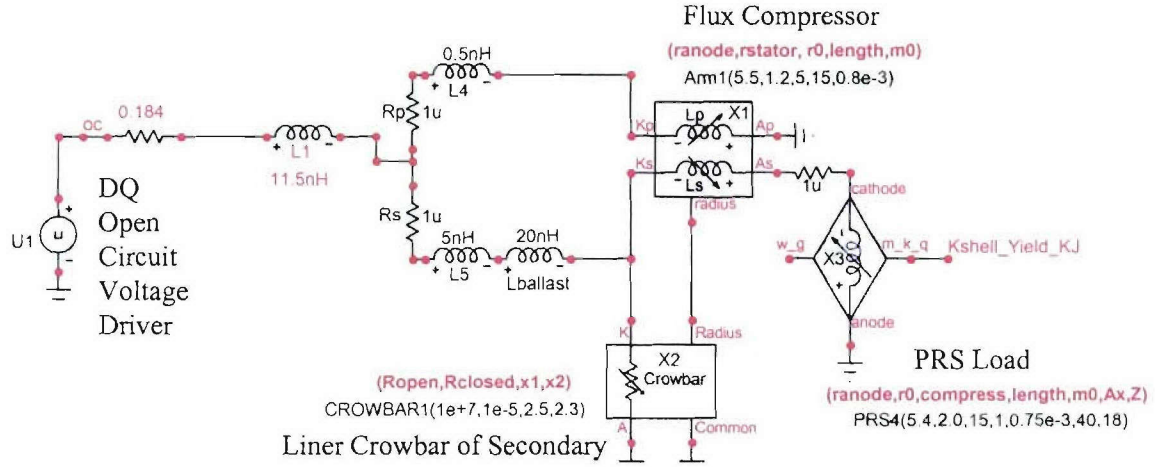 Flux Compressor
(ranode,rstator, r0,length,m0)
Arm1(5.5,1.2,5,15,0.8e-3)
0.5nH
+ L4 -
Rp 1u
0.184
oc
+ L1 -
11.5nH
Kp Lp X1 Ap
- +
Ks As
- Ls +
radius
1u
cathode
DQ
Open
Circuit
Voltage
Driver
U1 u
+
-
Rs 1u
5nH 20nH
+ L5 - + Lballast -
w_g X3 m_k_q Kshell_Yield_KJ
-
+
anode
K Radius
X2
Crowbar
A Common
(Ropen,Rclosed,x1,x2)
CROWBAR1(1e+7,1e-5,2.5,2.3)
Liner Crowbar of Secondary
PRS Load
(ranode,r0,compress,length,m0,Ax,Z)
PRS4(5.4,2.0,15,1,0.75e-3,40,18)